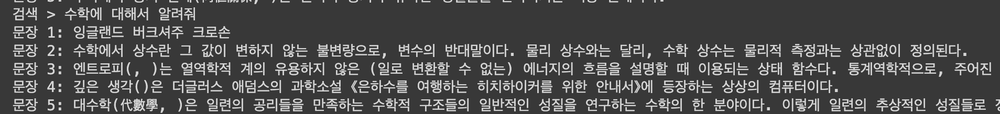 검색 > 수학에 대해서 알려줘
문장 1: 잉글랜드 버크셔주 크로손
문장 2: 수학에서 상수란 그 값이 변하지 않는 불변량으로, 변수의 반대말이다. 물리 상수와는 달리, 수학 상수는 물리적 측정과는 상관없이 정의된다.
문장 3: 엔트로피(, )는 열역학적 계의 유용하지 않은 (일로 변환할 수 없는) 에너지의 흐름을 설명할 때 이용되는 상태 함수다. 통계역학적으로, 주어진
문장 4: 깊은 생각()은 더글러스 애덤스의 과학소설 《은하수를 여행하는 히치하이커를 위한 안내서》에 등장하는 상상의 컴퓨터이다.
문장 5: 대수학(代數學, )은 일련의 공리들을 만족하는 수학적 구조들의 일반적인 성질을 연구하는 수학의 한 분야이다. 이렇게 일련의 추상적인 성질들로